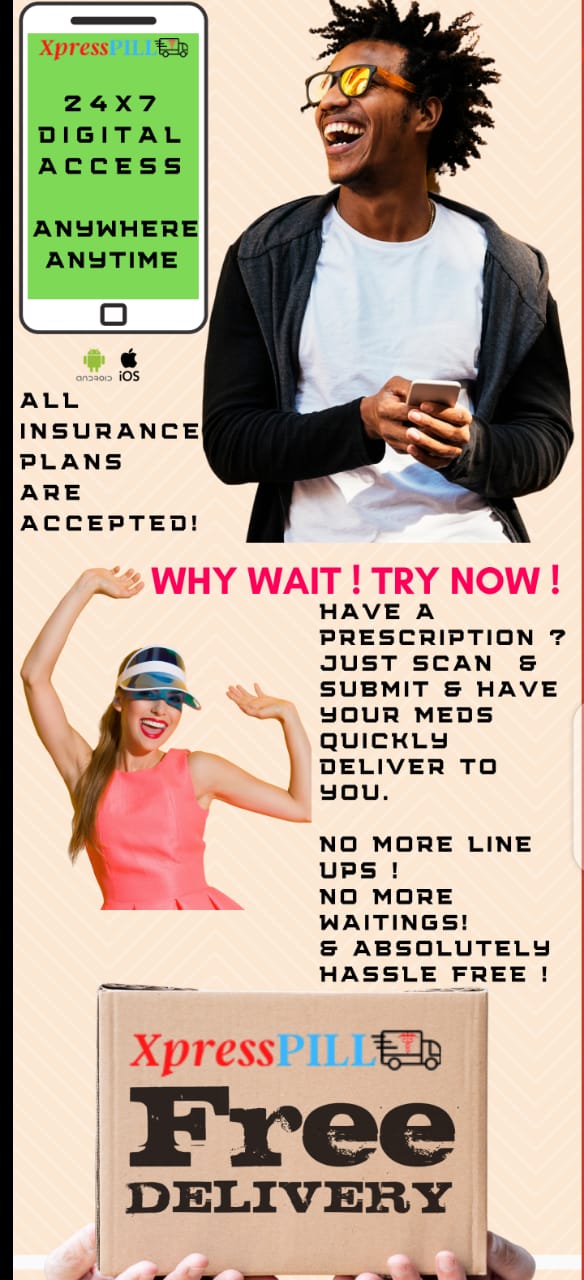 XpressPILL
24X7
DIGITAL
ACCESS
ANYWHERE
ANYTIME
ANDROID iOS
ALL
INSURANCE
PLANS
ARE
ACCEPTED!
WHY WAIT ! TRY NOW !
HAVE A
PRESCRIPTION ?
JUST SCAN & 
SUBMIT & HAVE
YOUR MEDS
QUICKLY
DELIVER TO
YOU.
NO MORE LINE
UPS !
NO MORE
WAITINGS!
& ABSOLUTELY
HASSLE FREE !
XpressPILL
Free
DELIVERY